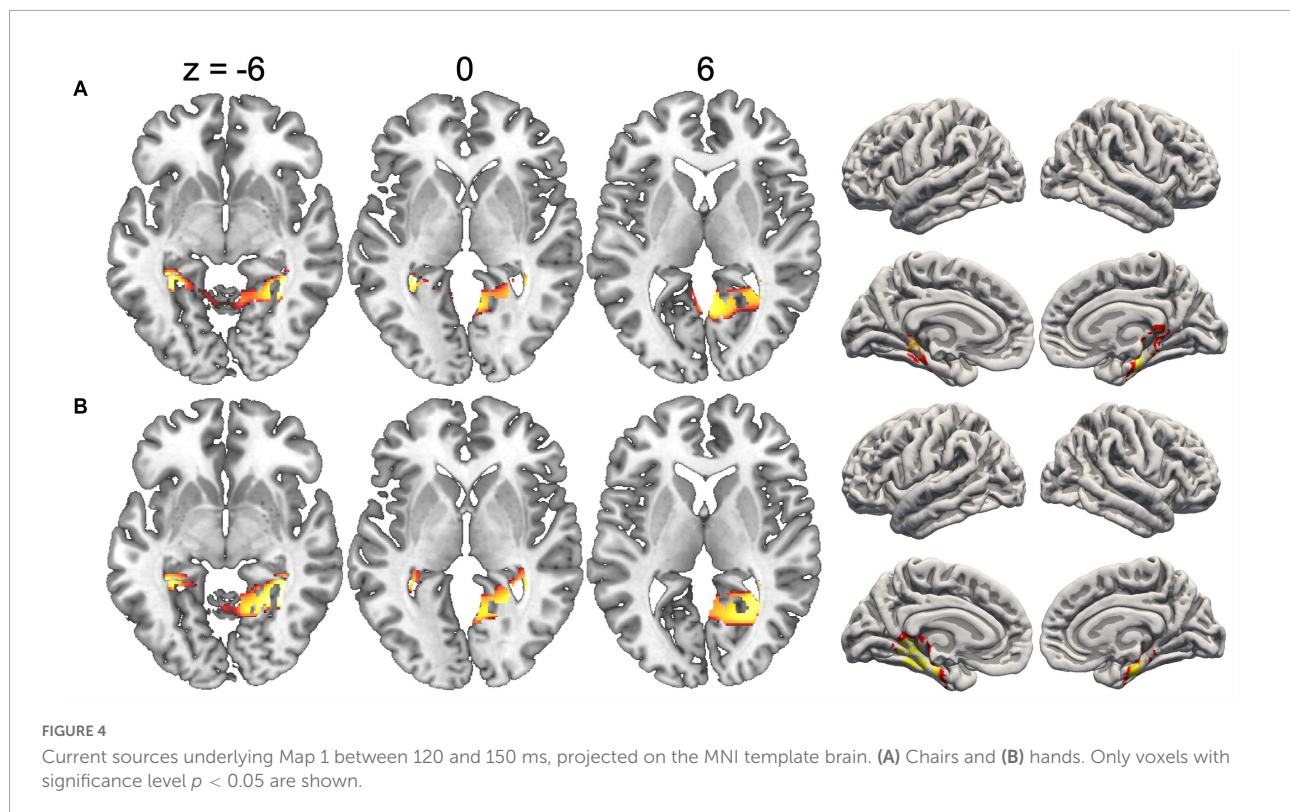 z = -6 0 6
A
B
FIGURE 4
Current sources underlying Map 1 between 120 and 150 ms, projected on the MNI template brain. (A) Chairs and (B) hands. Only voxels with
significance level p < 0.05 are shown.